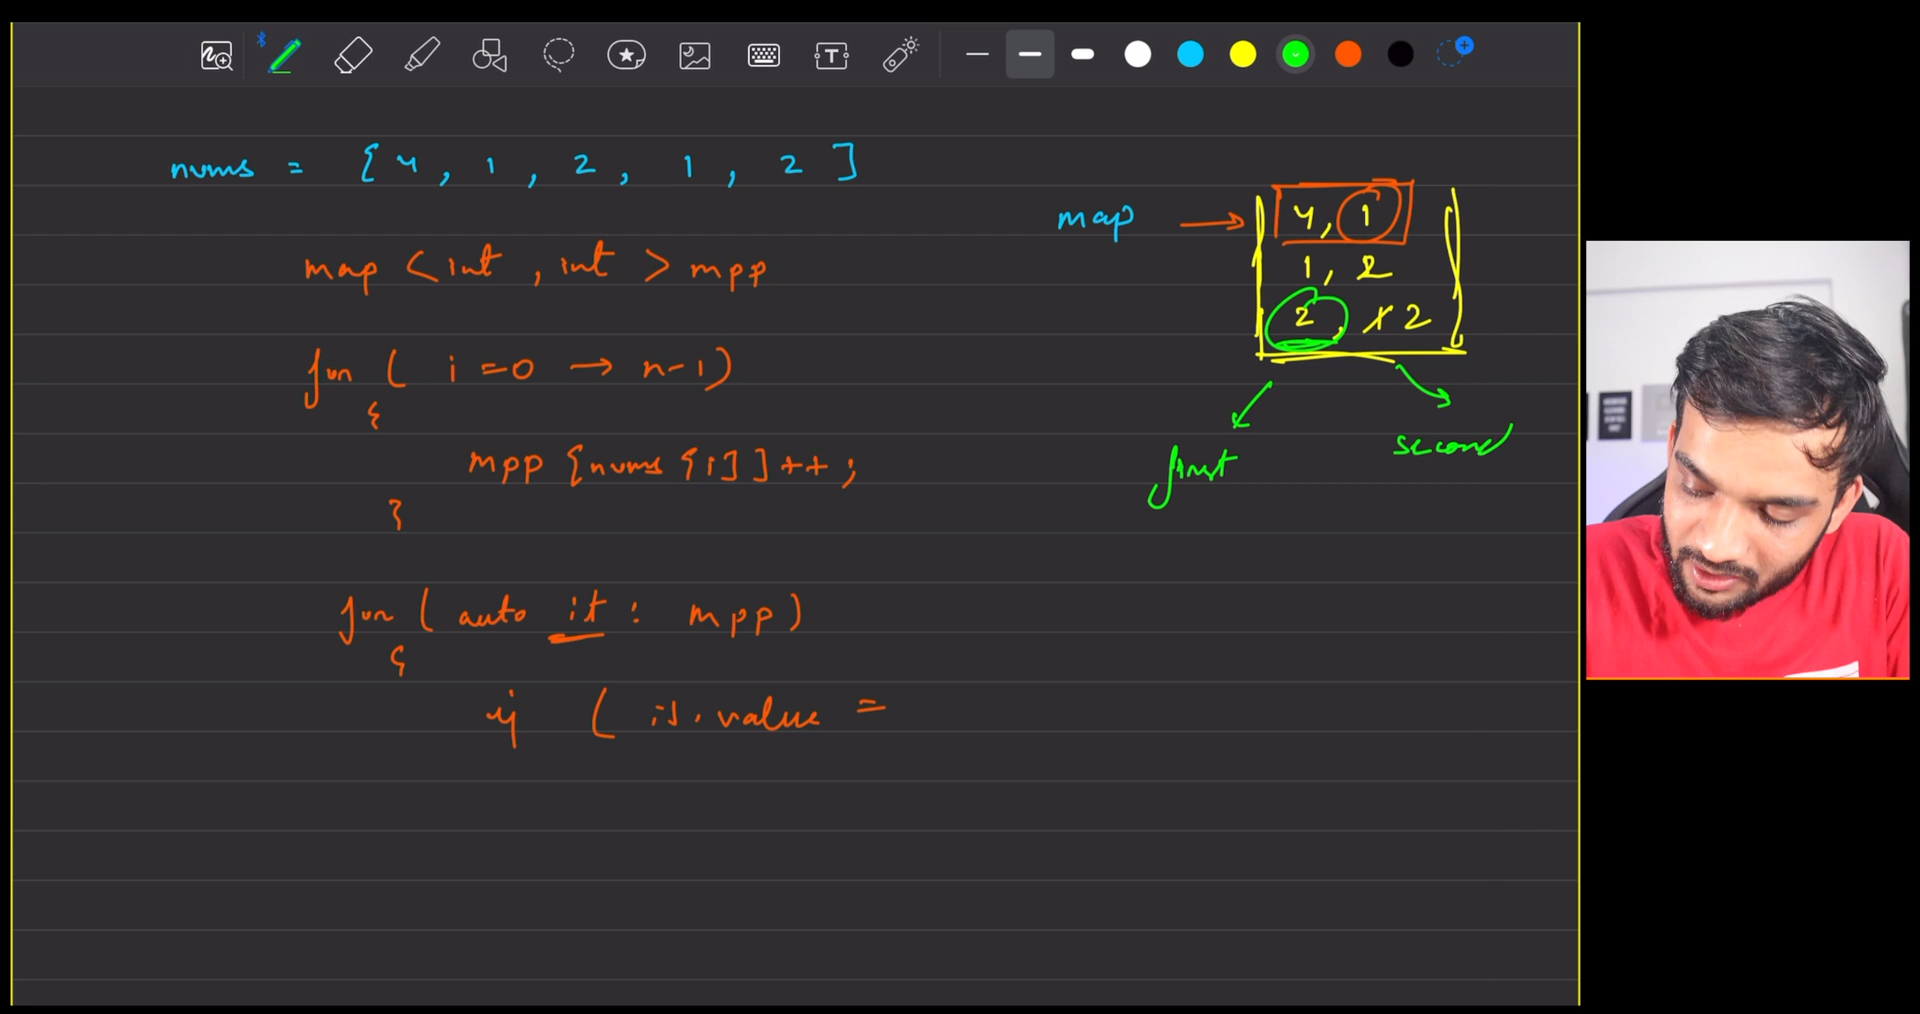 nums = [ 4 , 1 , 2 , 1 , 2 ]
map < int , int > mpp
for ( i = 0 → n-1)
{
mpp [nums [i] ] ++ ;
}
for ( auto it : mpp )
{
if ( it . value =
map → 4, 1
1, 2
2, 1 2
first
second
T